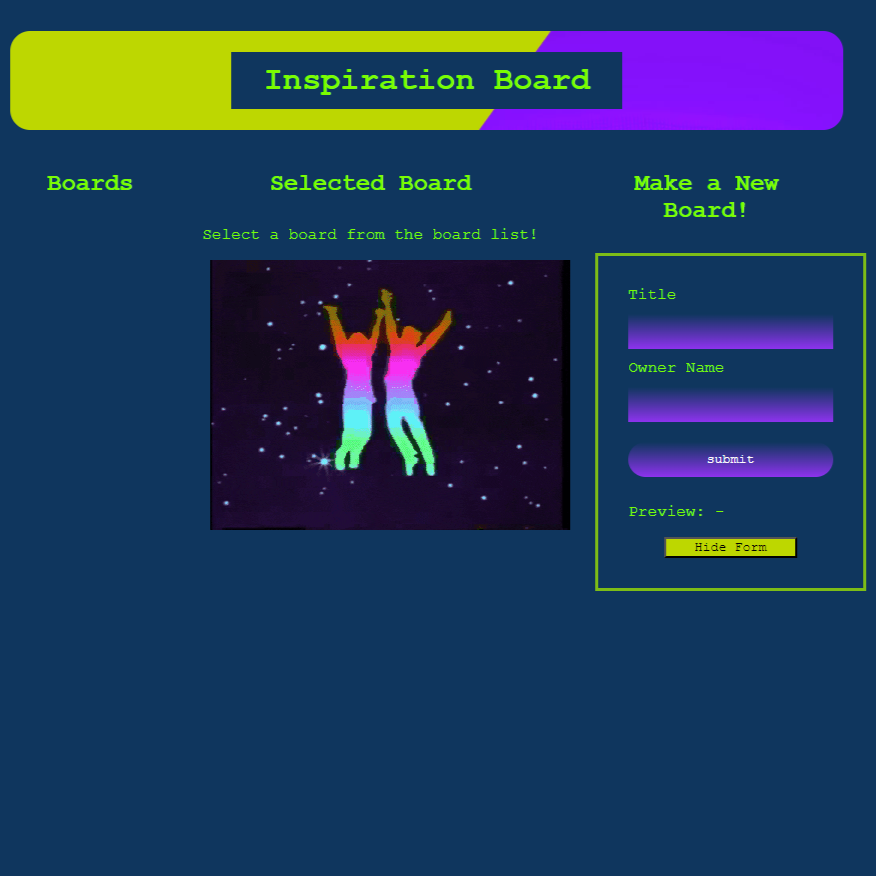 Inspiration Board
Boards
Selected Board
Select a board from the board list!
Make a New
Board!
Title
Owner Name
submit
Preview: -
Hide Form